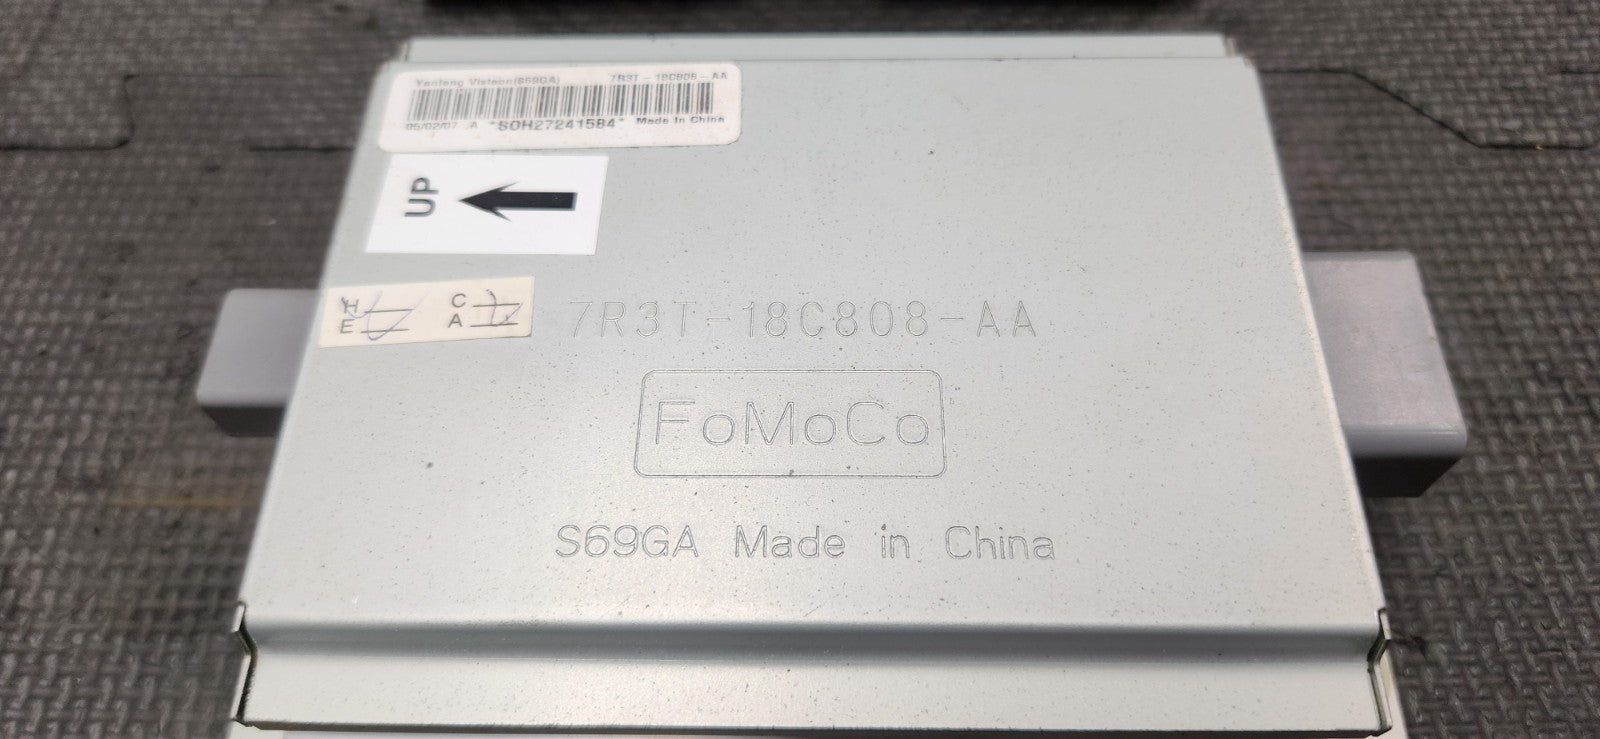 Yanfeng Visteon(S69GA) 7R3T-18C808-AA
05/02/07 A *SOH27241584* Made In China
UP
H C
E A
7R3T-18C808-AA
FoMoCo
S69GA Made in China